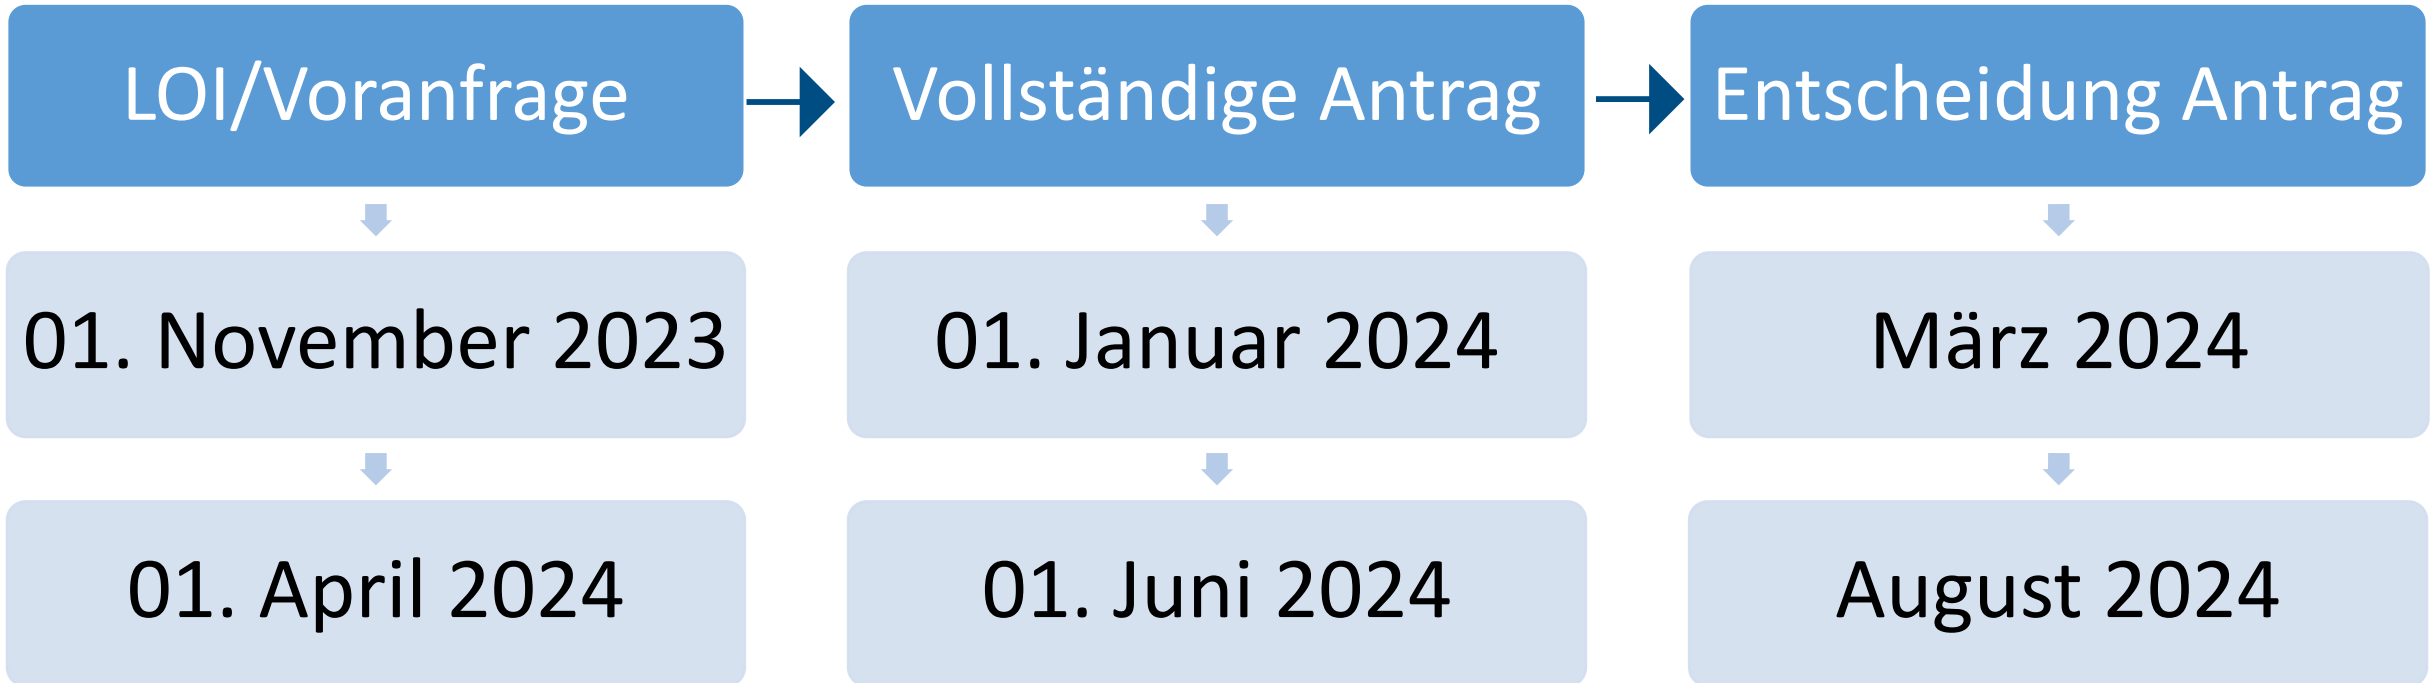 LOI/Voranfrage
Vollständige Antrag
Entscheidung Antrag
01. November 2023
01. Januar 2024
März 2024
01. April 2024
01. Juni 2024
August 2024